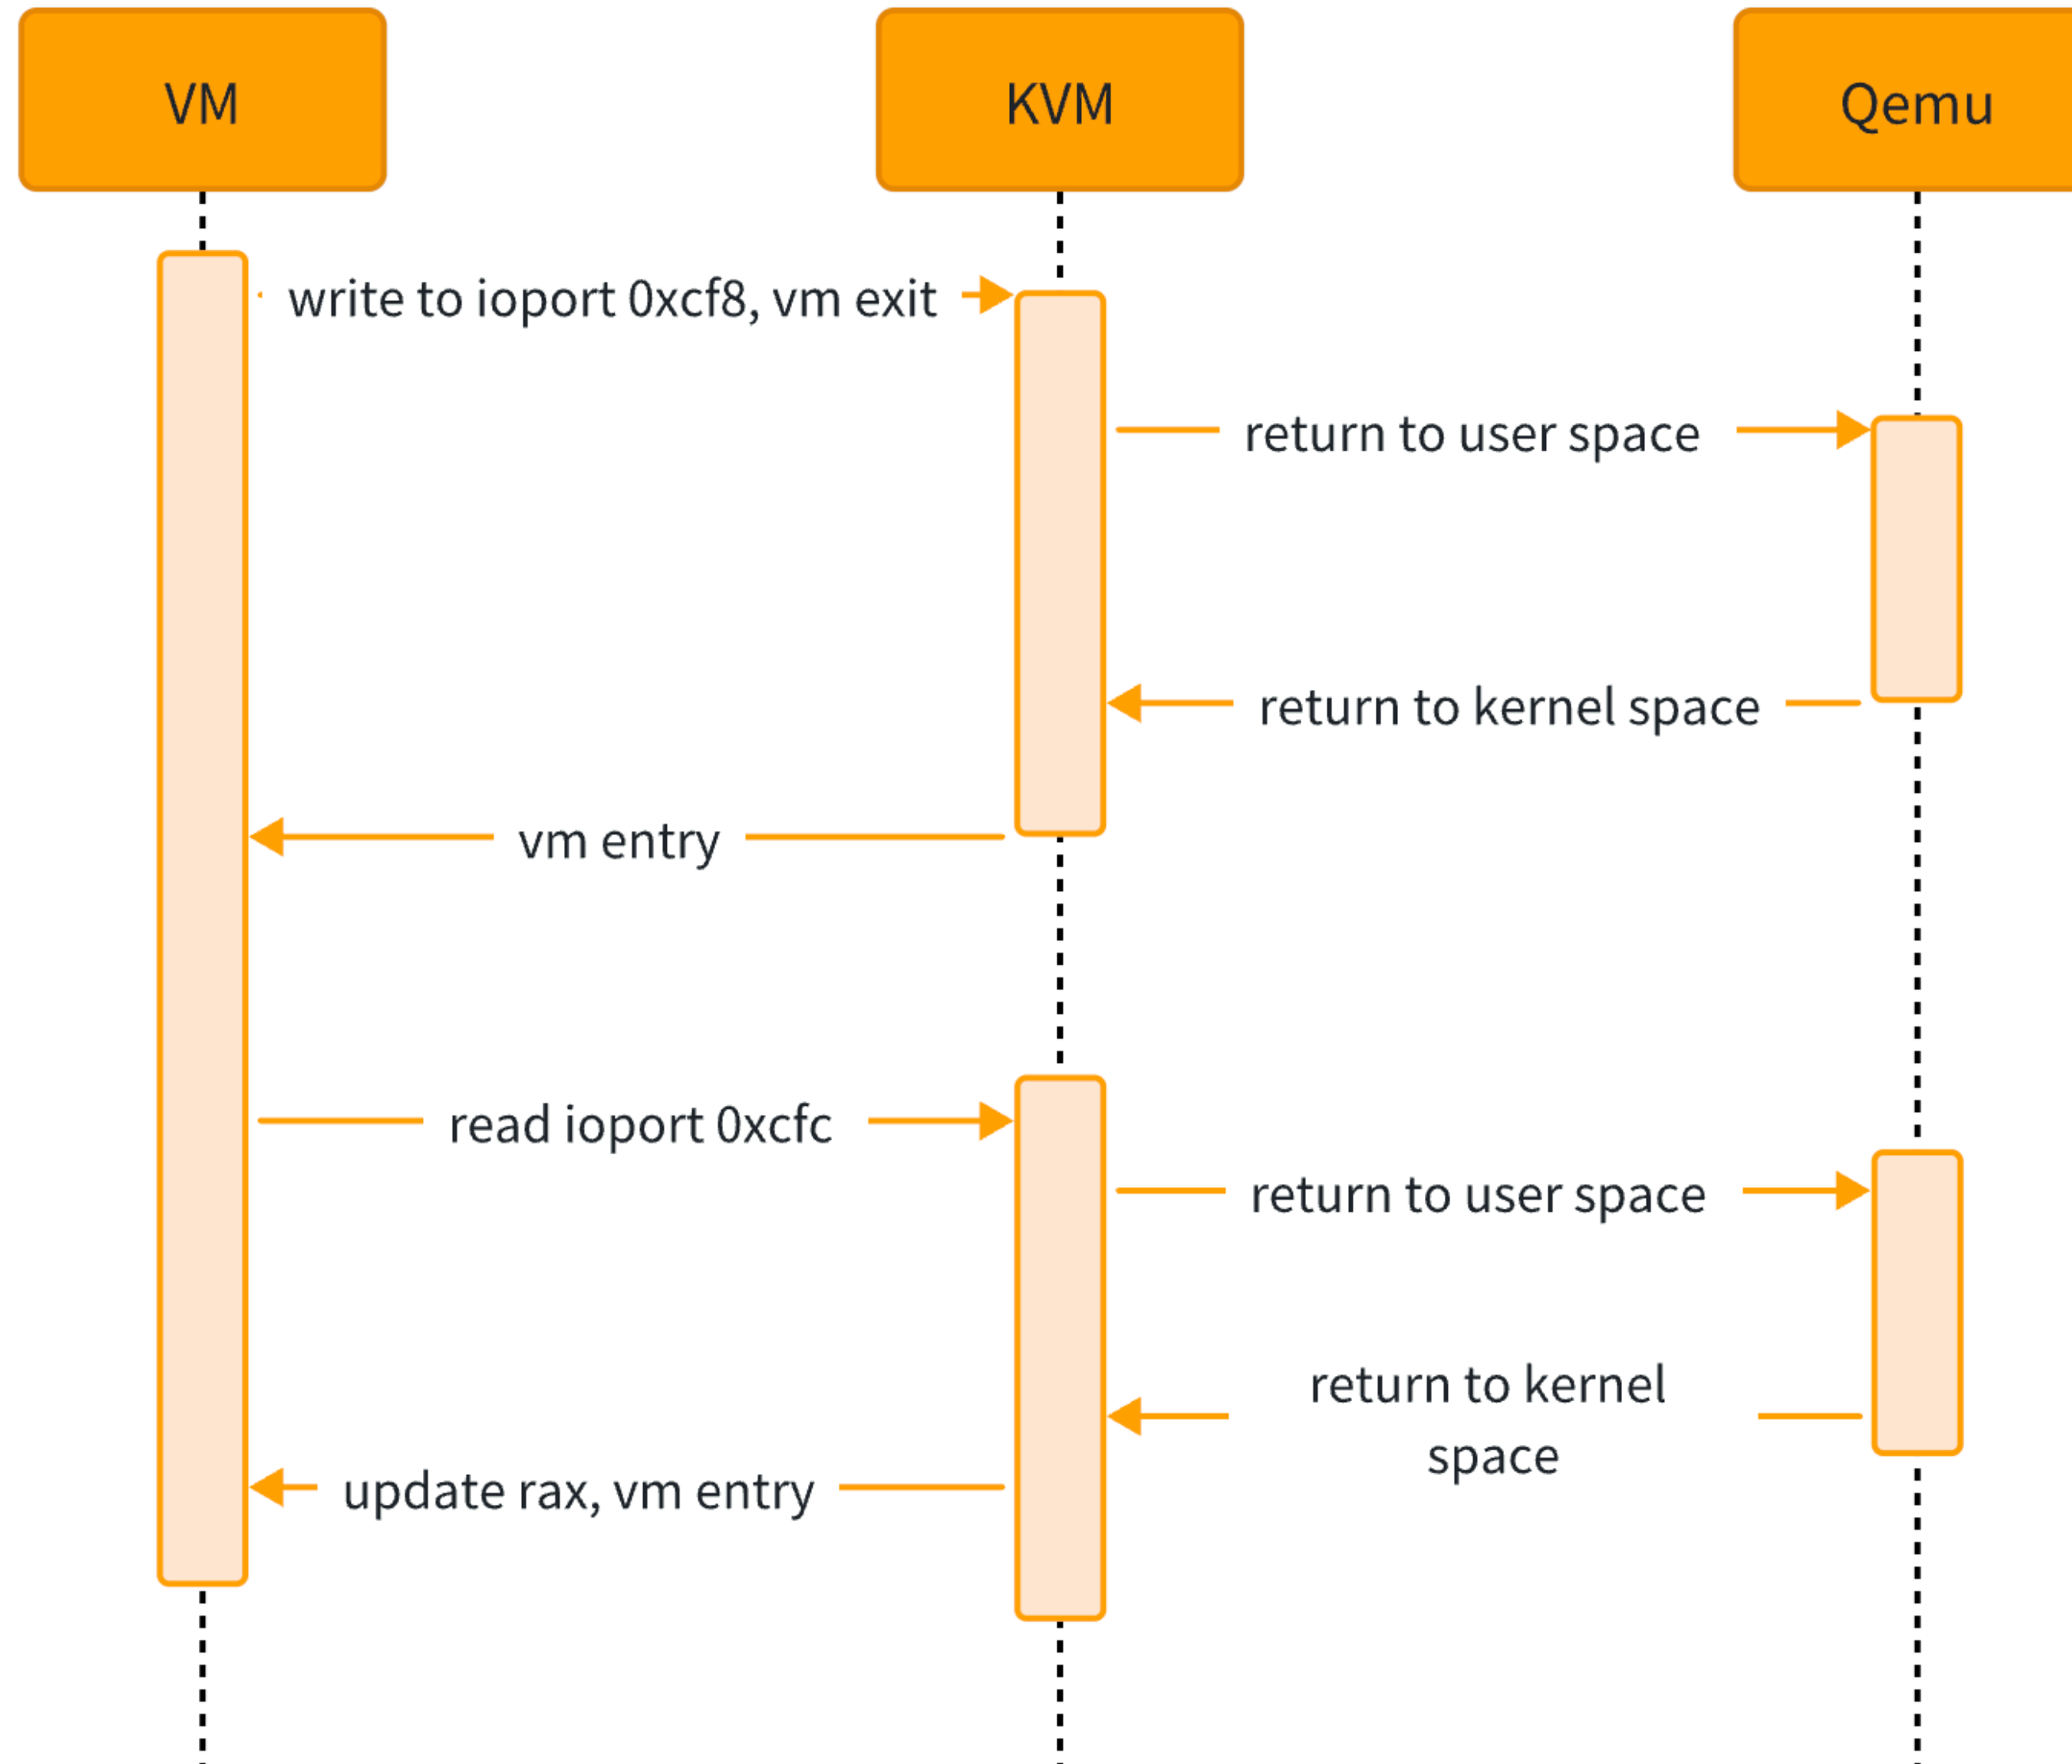 VM
KVM
Qemu
write to ioport 0xcf8, vm exit
return to user space
return to kernel space
vm entry
read ioport 0xcfc
return to user space
return to kernel
space
update rax, vm entry